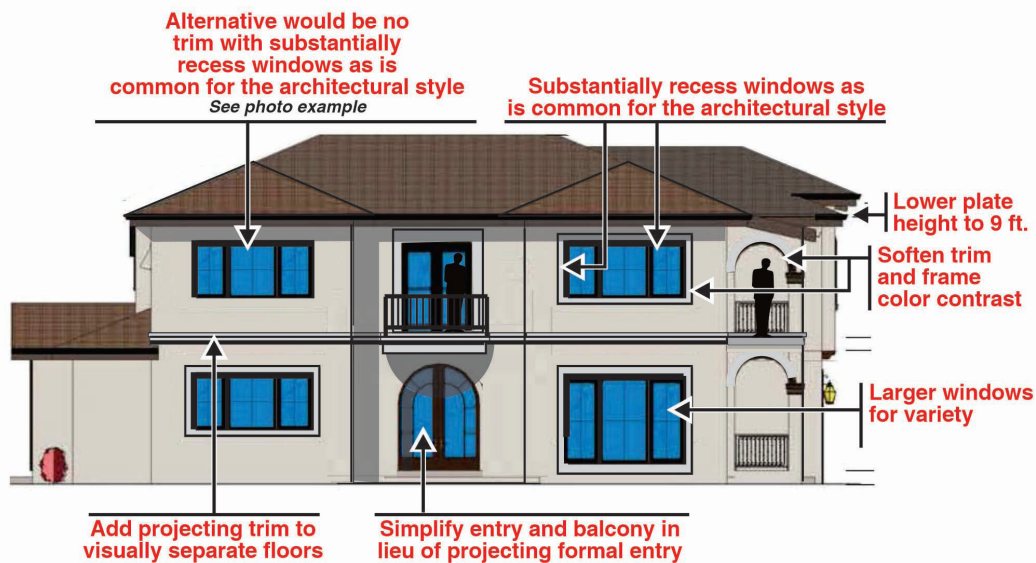 Alternative would be no
trim with substantially
recess windows as is
common for the architectural style
See photo example
Substantially recess windows as
is common for the architectural style
Lower plate
height to 9 ft.
Soften trim
and frame
color contrast
Larger windows
for variety
Add projecting trim to
visually separate floors
Simplify entry and balcony in
lieu of projecting formal entry